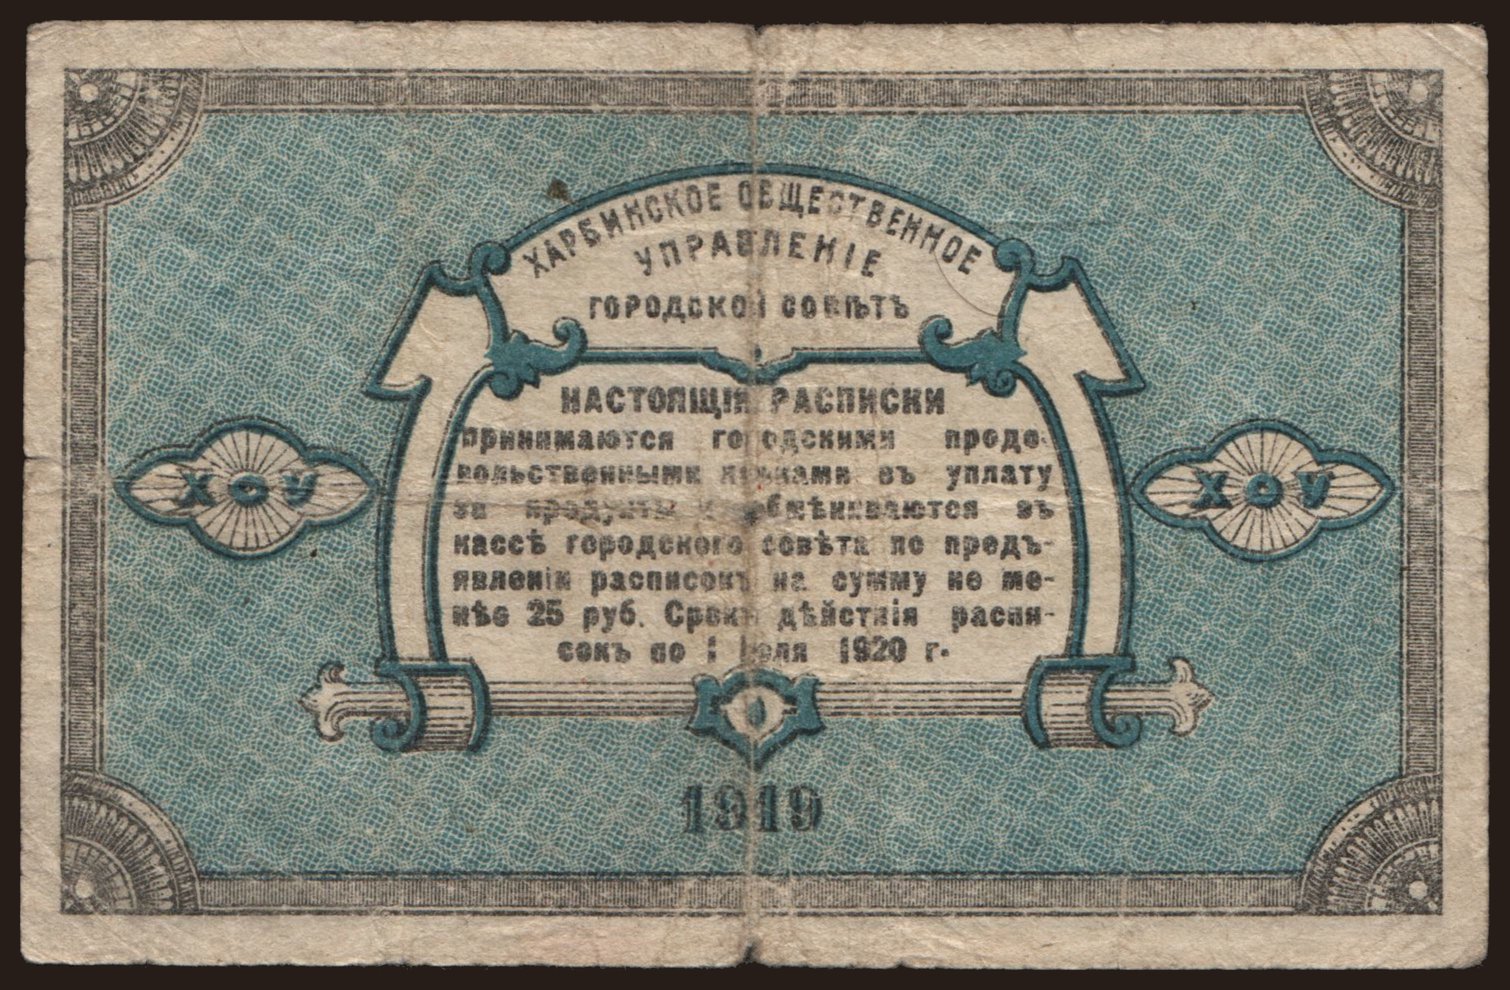 ХАРБИНСКОЕ ОБЩЕСТВЕННОЕ
УПРАВЛЕНІЕ
ГОРОДСКОЙ СОВѢТЪ
НАСТОЯЩІЯ РАСПИСКИ
принимаются городскими продо-
вольственными лавками въ уплату
за продукты и обмѣниваются въ
кассѣ городского совѣта по предъ-
явленіи расписокъ на сумму не ме-
нѣе 25 руб. Срокъ дѣйствія распи-
сокъ по 1 1920 г.
ХОУ
ХОУ
1919